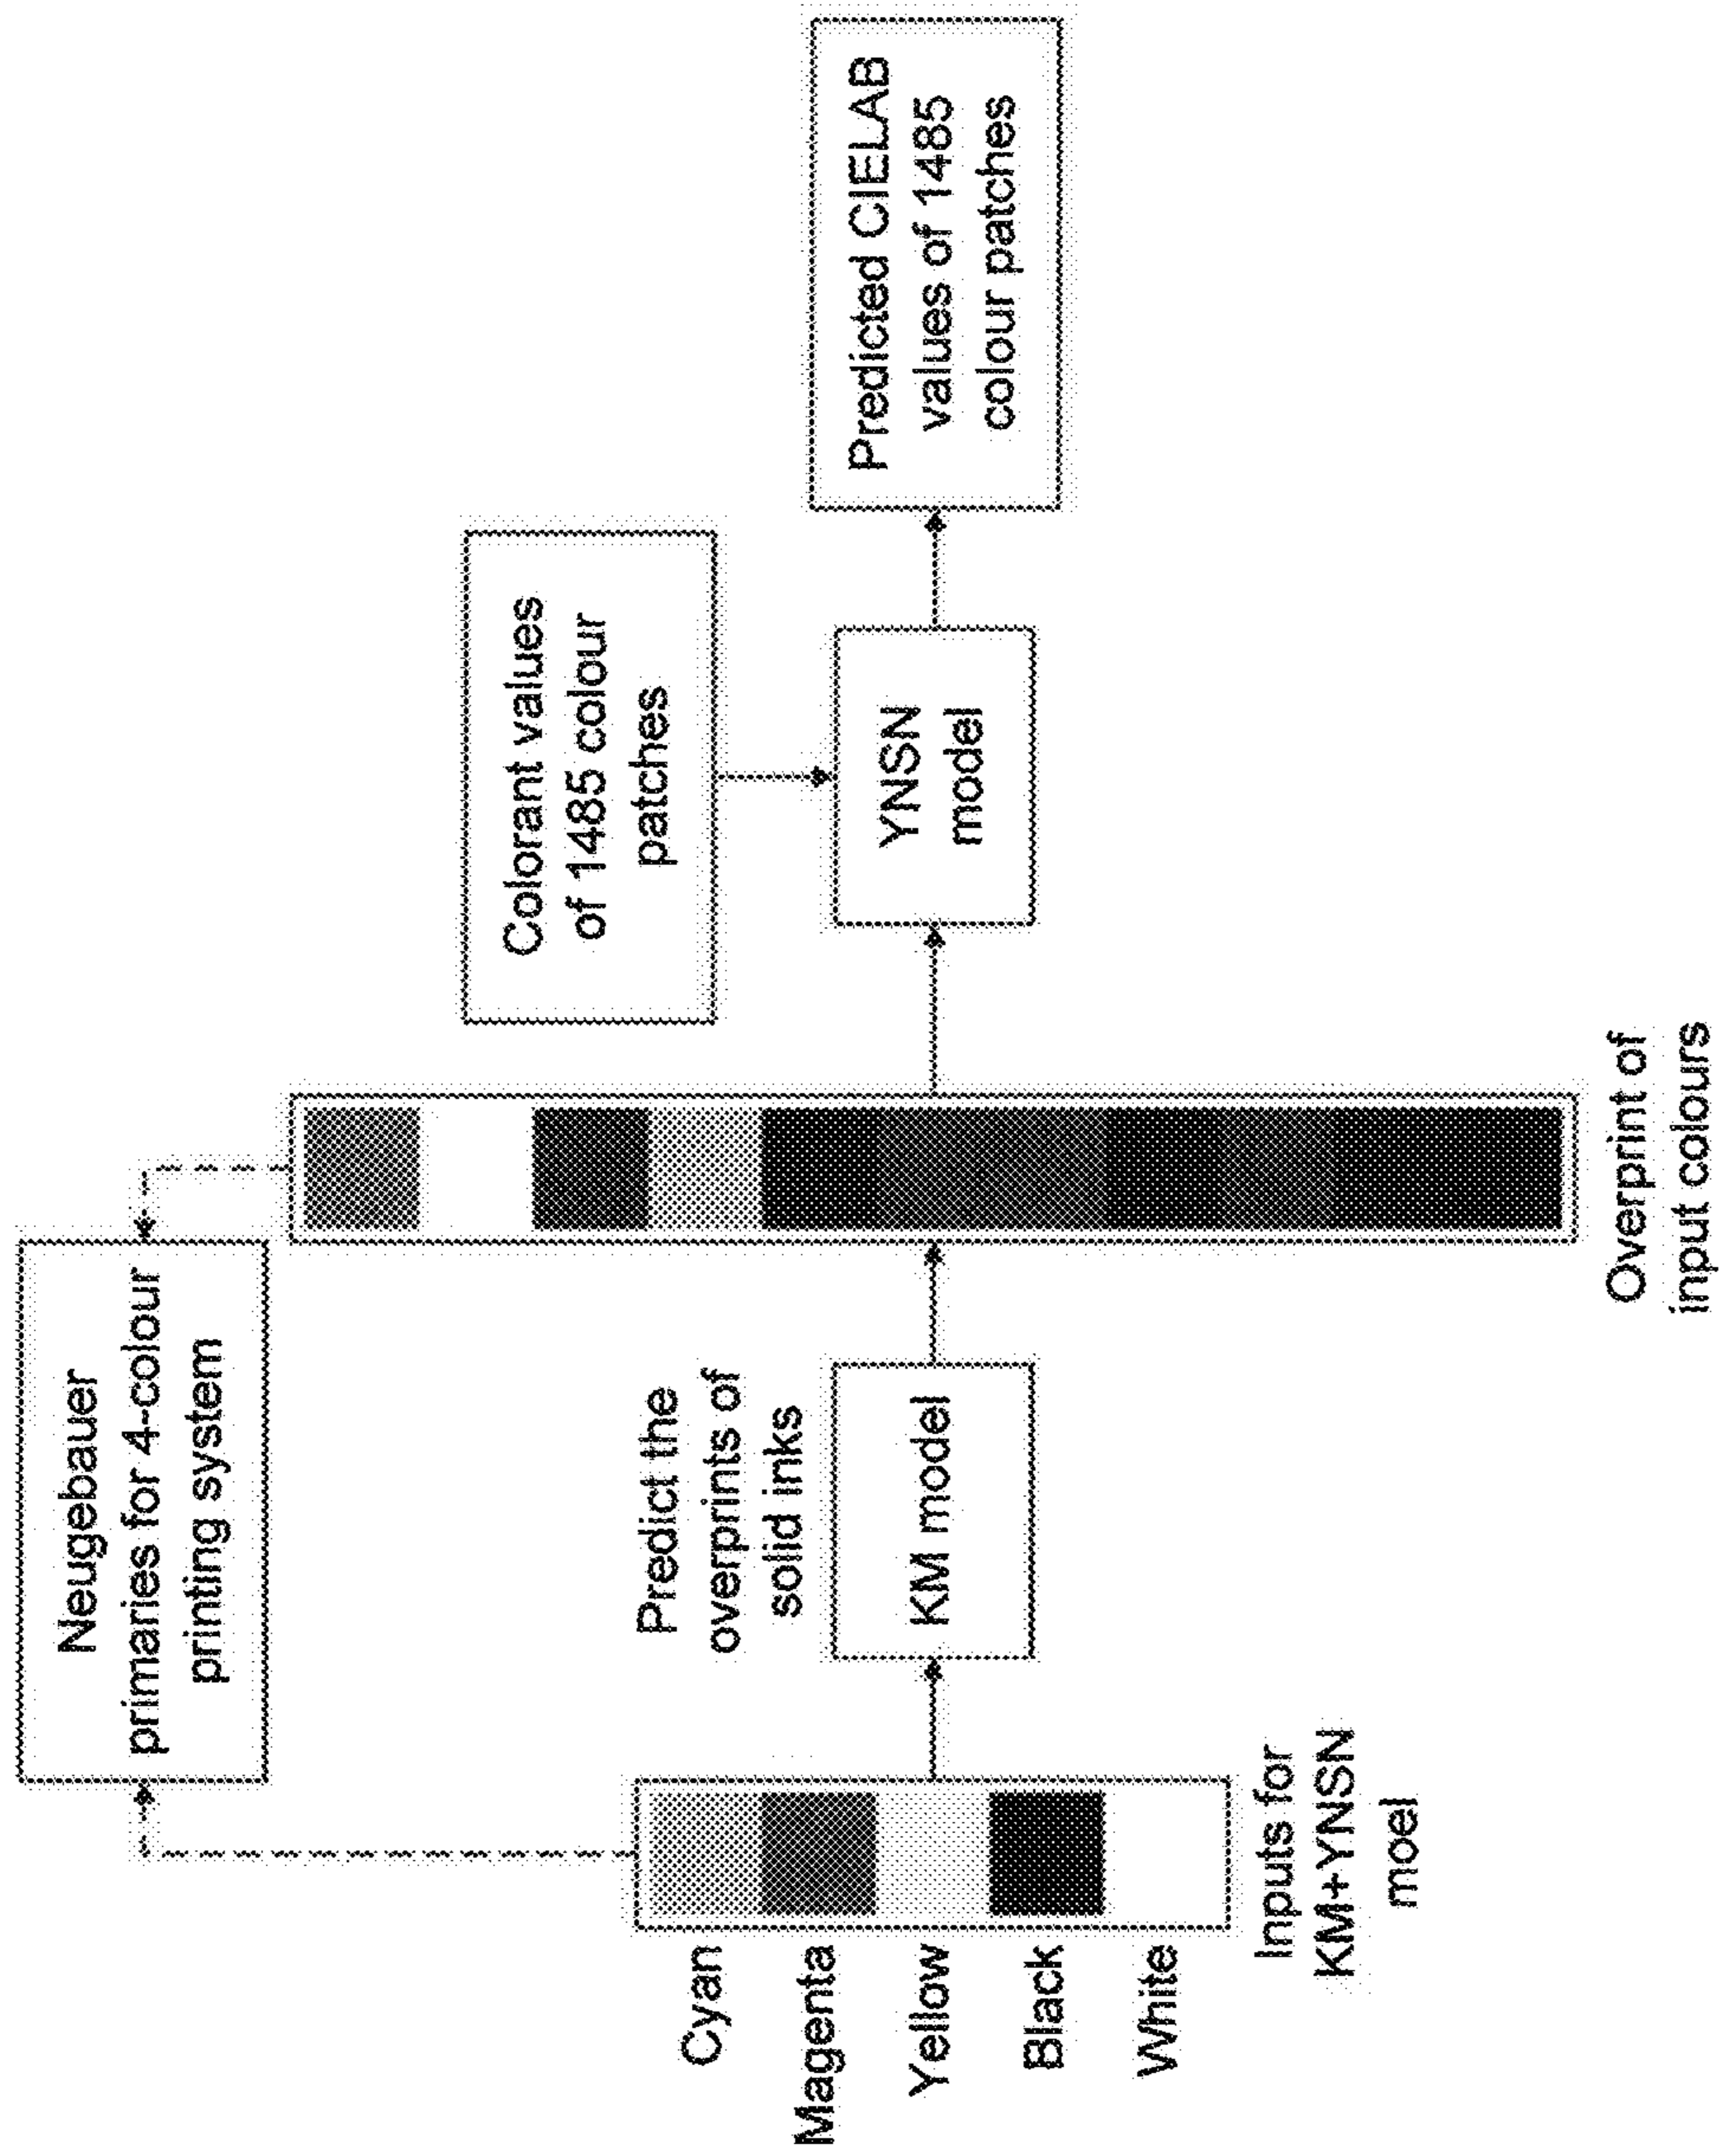 Neugebauer
primaries for 4-colour
printing system
Cyan
Magenta
Yellow
Black
White
Inputs for
KM+YNSN
moel
Predict the
overprints of
solid inks
KM model
Overprint of
input colours
Colorant values
of 1485 colour
patches
YNSN
model
Predicted CIELAB
values of 1485
colour patches